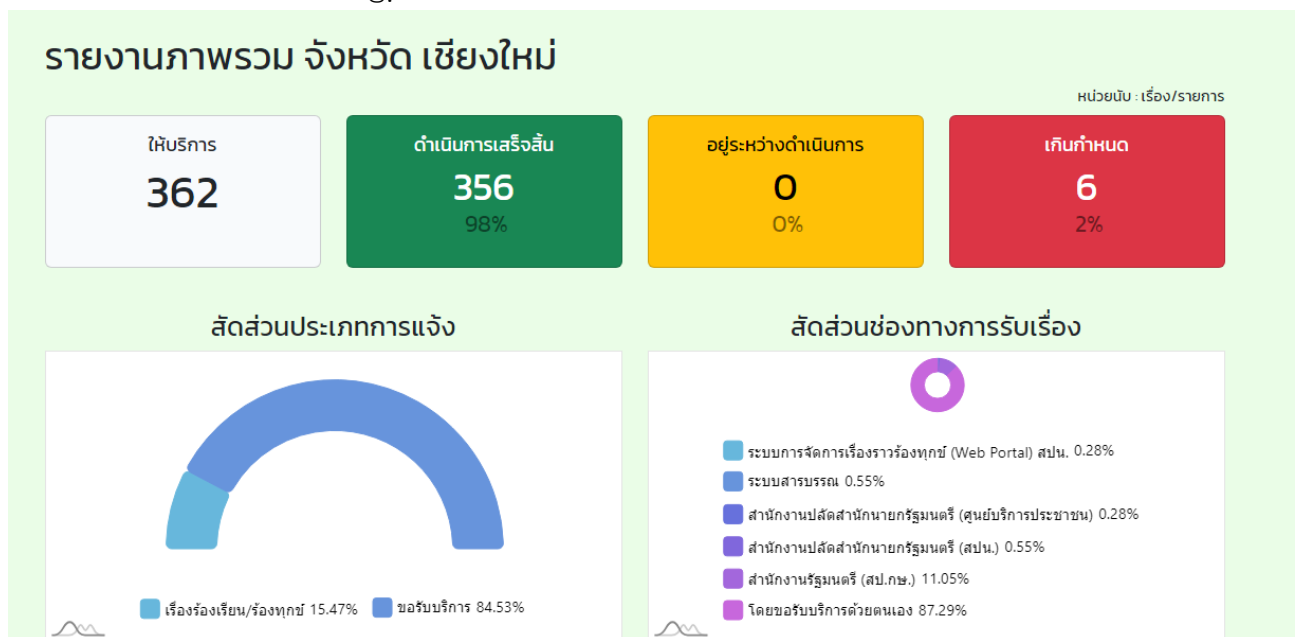 รายงานภาพรวม จังหวัด เชียงใหม่
หน่วยนับ : เรื่อง/รายการ
ให้บริการ
362
ดำเนินการเสร็จสิ้น
356
98%
อยู่ระหว่างดำเนินการ
0
0%
เกินกำหนด
6
2%
สัดส่วนประเภทการแจ้ง
เรื่องร้องเรียน/ร้องทุกข์ 15.47%
ขอรับบริการ 84.53%
สัดส่วนช่องทางการรับเรื่อง
ระบบการจัดการเรื่องราวร้องทุกข์ (Web Portal) สปน. 0.28%
ระบบสารบรรณ 0.55%
สำนักงานปลัดสำนักนายกรัฐมนตรี (ศูนย์บริการประชาชน) 0.28%
สำนักงานปลัดสำนักนายกรัฐมนตรี (สปน.) 0.55%
สำนักงานรัฐมนตรี (สป.กษ.) 11.05%
โดยขอรับบริการด้วยตนเอง 87.29%